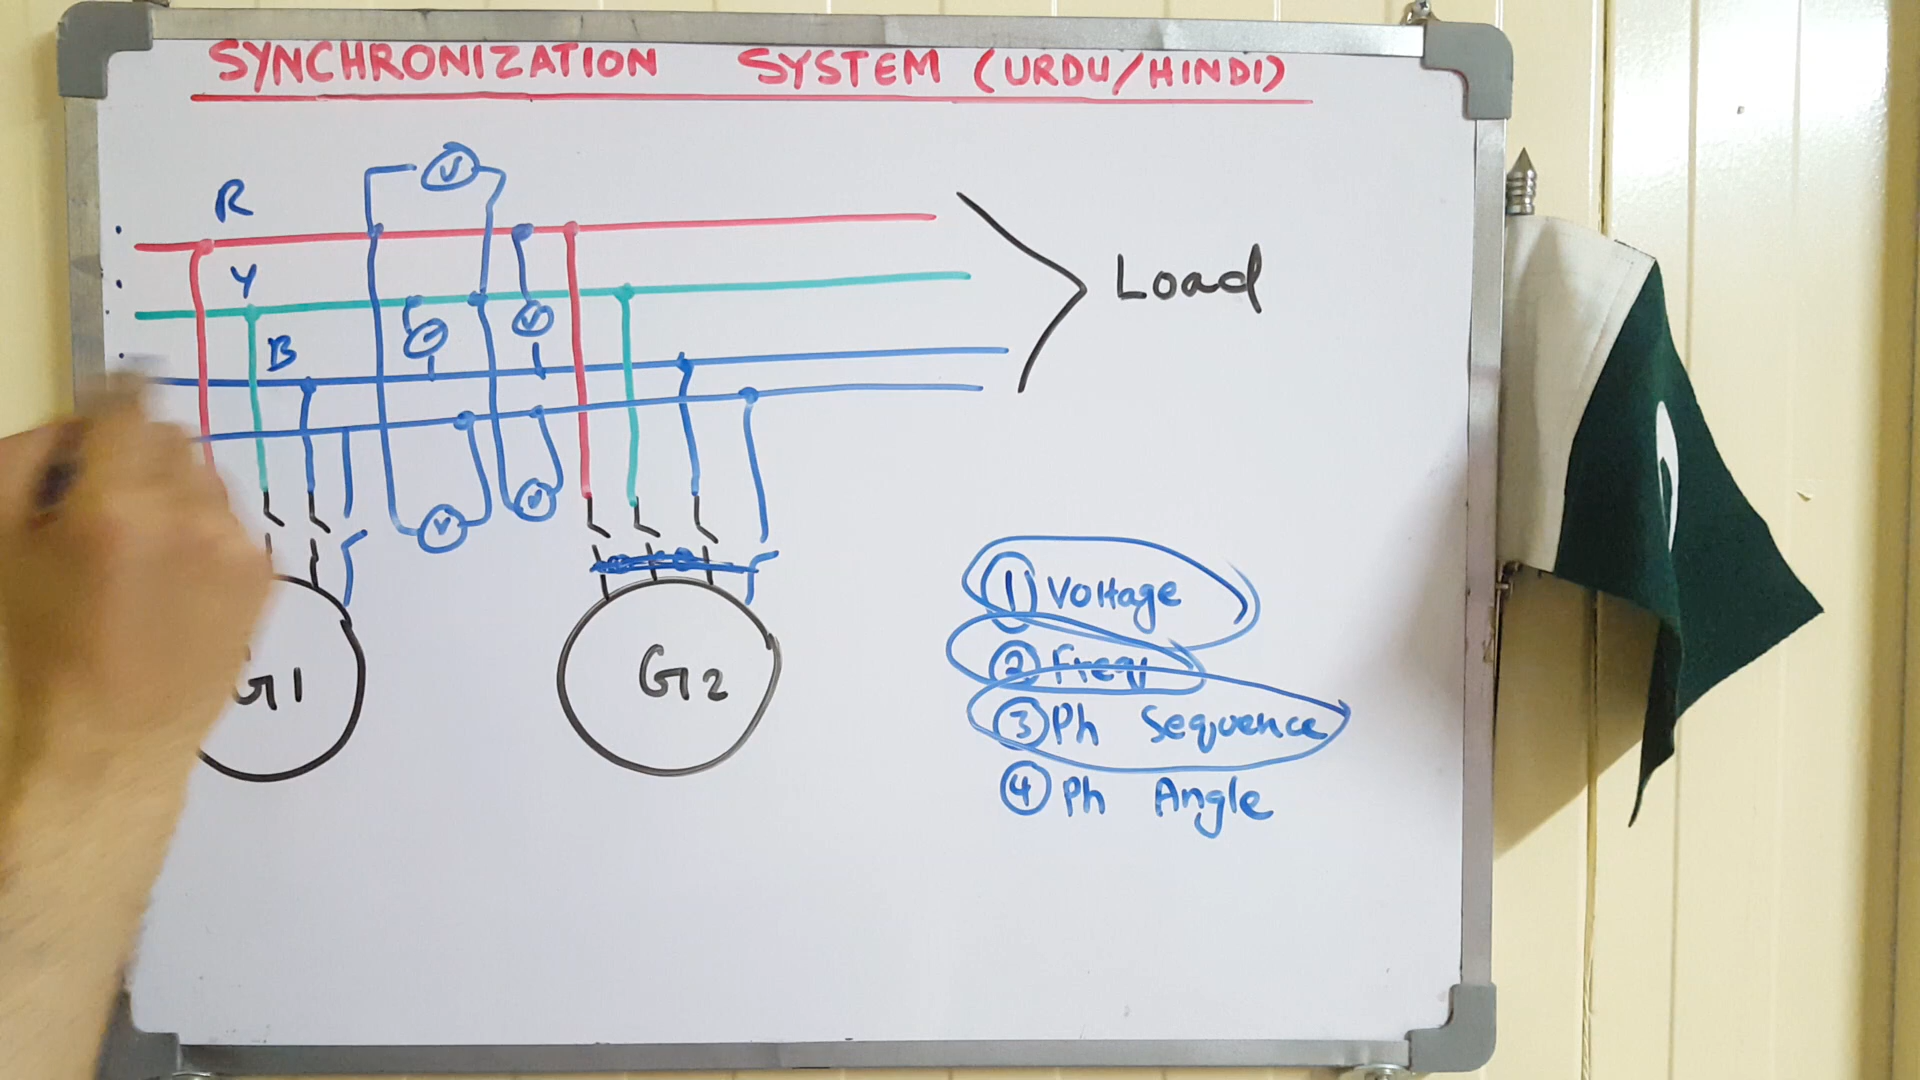 SYNCHRONIZATION SYSTEM (URDU/HINDI)
R
V
Y
V
B
Load
V
V
① Voltage
② Freq
G1
G2
③ Ph Sequence
④ Ph Angle